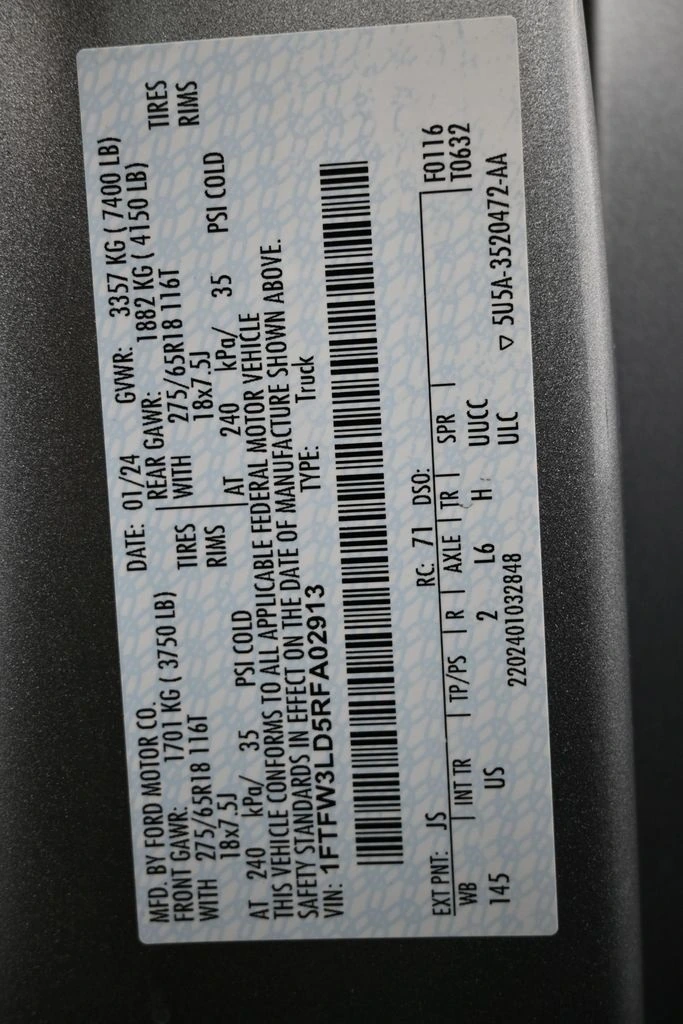 MFD. BY FORD MOTOR CO. DATE: 01/24 GVWR: 3357 KG ( 7400 LB)
FRONT GAWR: 1701 KG ( 3750 LB) REAR GAWR: 1882 KG ( 4150 LB)
WITH 275/65R18 116T TIRES WITH 275/65R18 116T TIRES
18x7.5J RIMS 18x7.5J RIMS
AT 240 kPa/ 35 PSI COLD AT 240 kPa/ 35 PSI COLD
THIS VEHICLE CONFORMS TO ALL APPLICABLE FEDERAL MOTOR VEHICLE
SAFETY STANDARDS IN EFFECT ON THE DATE OF MANUFACTURE SHOWN ABOVE.
VIN: 1FTFW3LD5RFA02913 TYPE: Truck
F0116
EXT PNT: JS RC: 71 DSO: T0632
WB INT TR TP/PS R AXLE TR SPR
145 US 2 L6 H UUCC
2202401032848 ULC ▽ 5U5A-3520472-AA